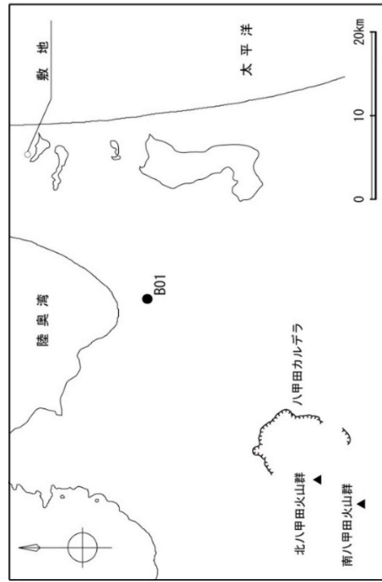 敷地
陸奥湾
太平洋
B01
八甲田カルデラ
北八甲田火山群
南八甲田火山群
0 10 20km